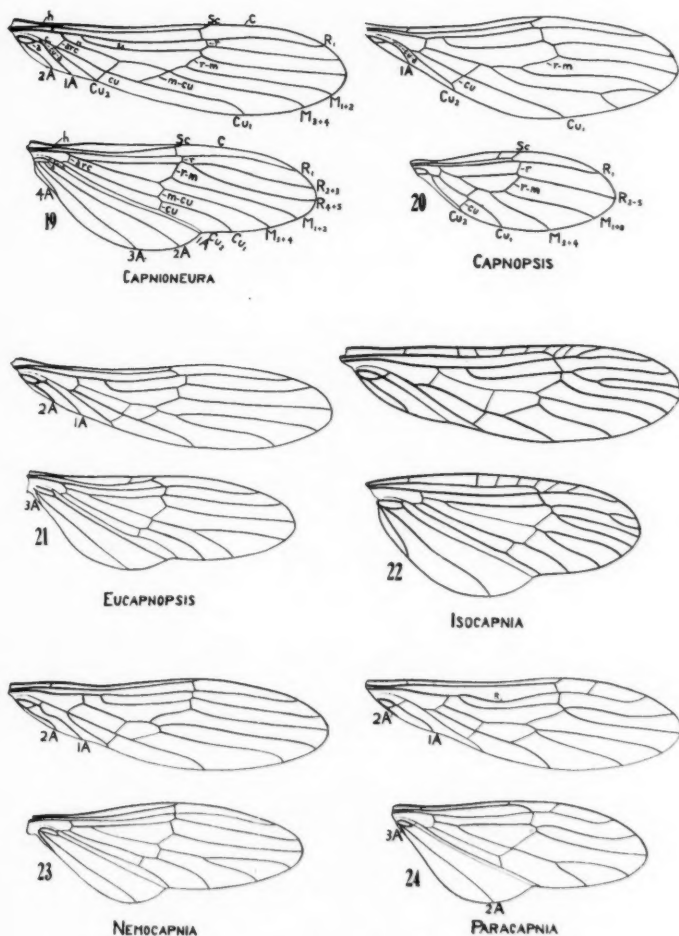 h Sc C
R₁
r
r-m
arc
2A 1A Cu₂ cu m-cu
Cu₁ M₃₊₄ M₁₊₂
h Sc C
arc r
r-m
R₁
R₂₊₃
R₄₊₅
m-cu
cu
M₁₊₂
4A
19
3A 2A 1A Cu₂ Cu₁ M₃₊₄
CAPNIONEURA
1A Cu₂ cu r-m Cu₁
Sc
R₁
r
r-m
R₂₋₅
20
Cu₂ cu Cu₁ M₃₊₄
CAPNOPSIS
2A 1A
3A
21
EUCAPNOPSIS
22
ISOCAPNIA
2A 1A
23
NEMOCAPNIA
R₁
2A
1A
3A
24
2A
PARACAPNIA